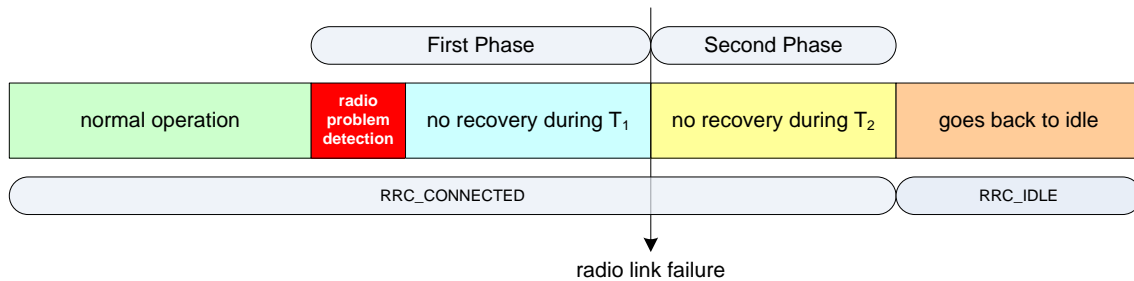 First Phase
Second Phase
normal operation
radio
problem
detection
no recovery during T₁
no recovery during T₂
goes back to idle
RRC_CONNECTED
RRC_IDLE
radio link failure